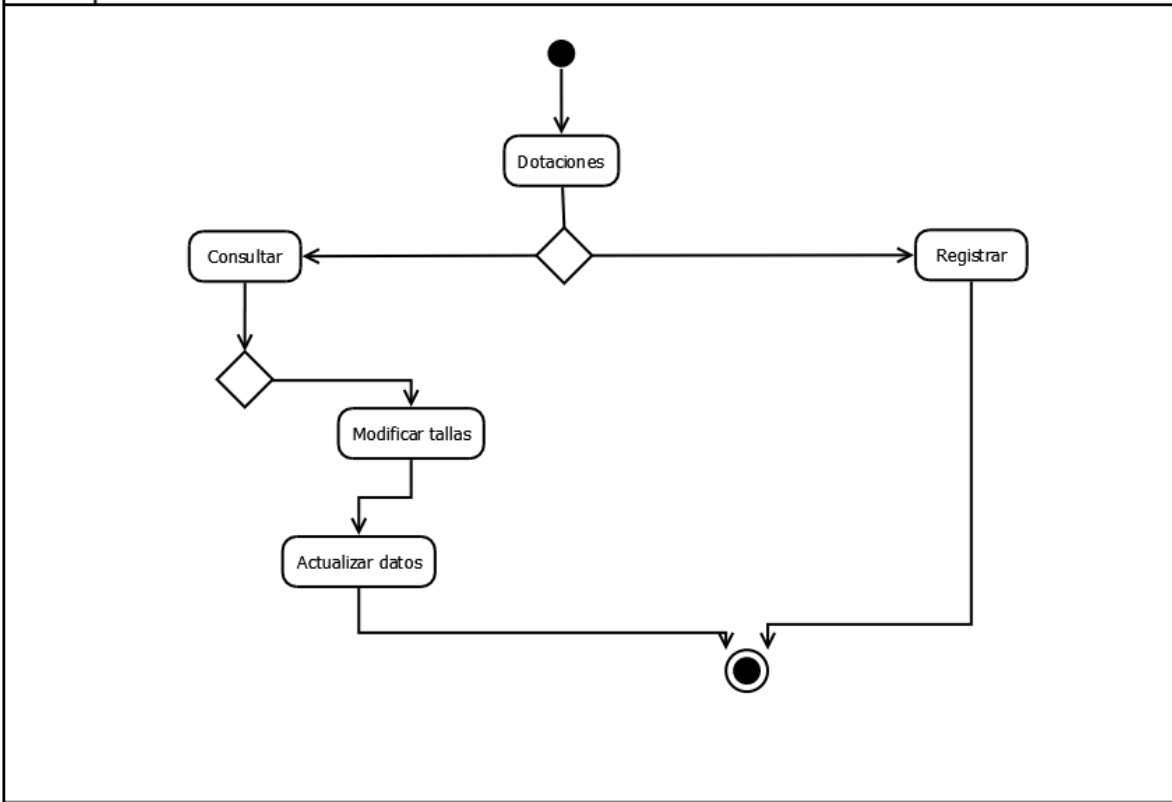 Dotaciones
Consultar
Registrar
Modificar tallas
Actualizar datos